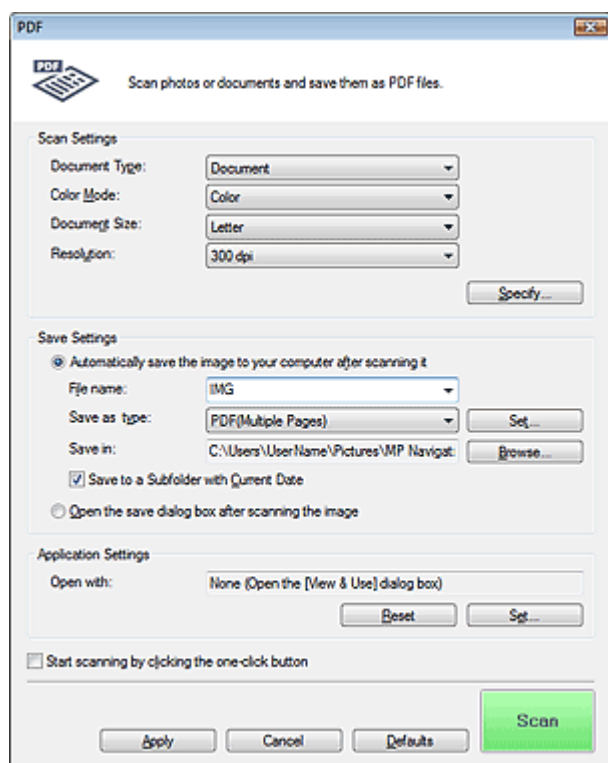 PDF
PDF
Scan photos or documents and save them as PDF files.
Scan Settings
Document Type: Document
Color Mode: Color
Document Size: Letter
Resolution: 300 dpi
Specify...
Save Settings
Automatically save the image to your computer after scanning it
File name: IMG
Save as type: PDF(Multiple Pages) Set...
Save in: C:\Users\UserName\Pictures\MP Navigat Browse...
Save to a Subfolder with Current Date
Open the save dialog box after scanning the image
Application Settings
Open with: None (Open the [View & Use] dialog box)
Reset Set...
Start scanning by clicking the one-click button
Scan
Apply Cancel Defaults